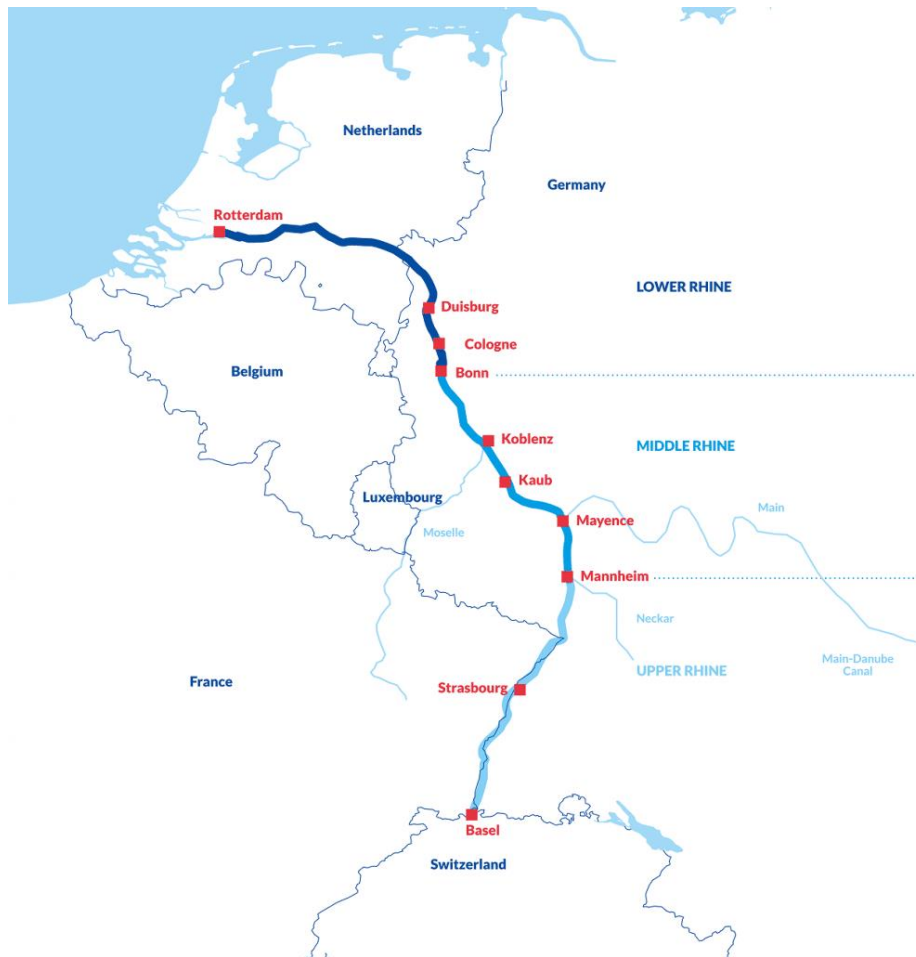 Netherlands
Germany
Rotterdam
LOWER RHINE
Duisburg
Cologne
Belgium
Bonn
Koblenz
MIDDLE RHINE
Kaub
Luxembourg
Main
Mayence
Moselle
Mannheim
Neckar
Main-Danube
Canal
UPPER RHINE
France
Strasbourg
Basel
Switzerland